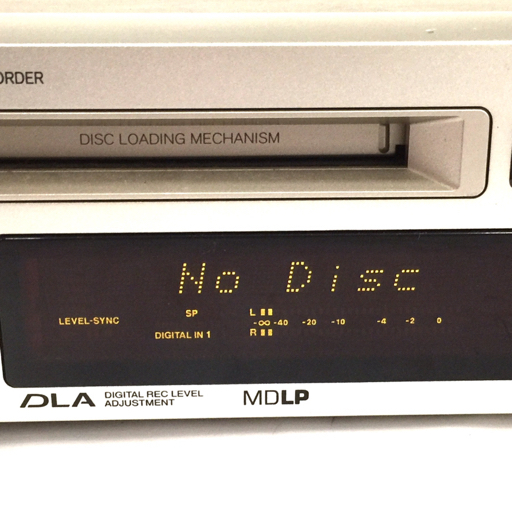 ORDER
DISC LOADING MECHANISM
No Disc
LEVEL-SYNC SP L
-∞ -40 -20 -10 -4 -2 0
DIGITAL IN 1 R
DLA DIGITAL REC LEVEL
ADJUSTMENT
MDLP